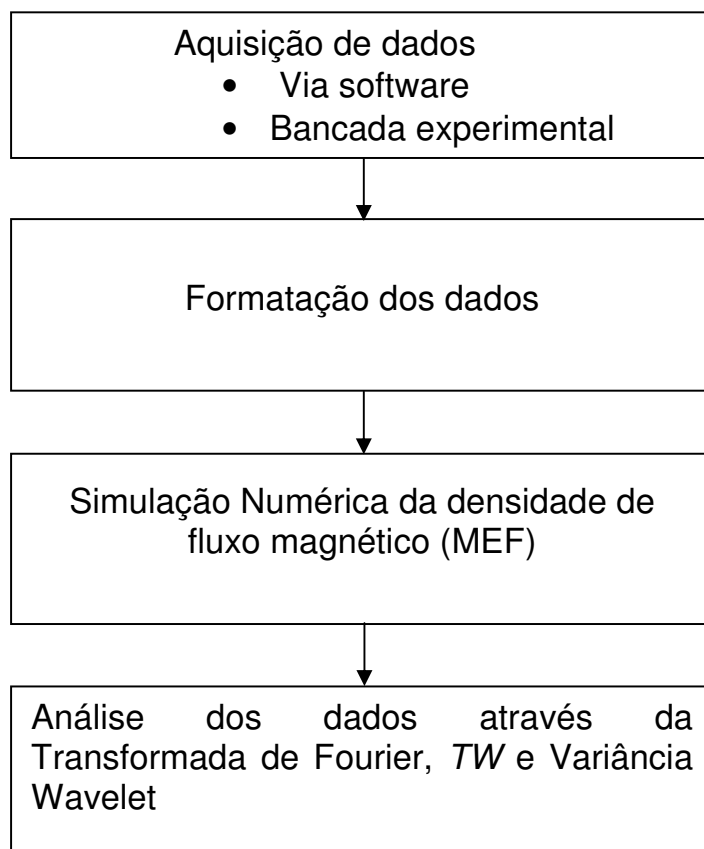 Aquisição de dados
• Via software
• Bancada experimental
Formatação dos dados
Simulação Numérica da densidade de
fluxo magnético (MEF)
Análise dos dados através da
Transformada de Fourier, TW e Variância
Wavelet